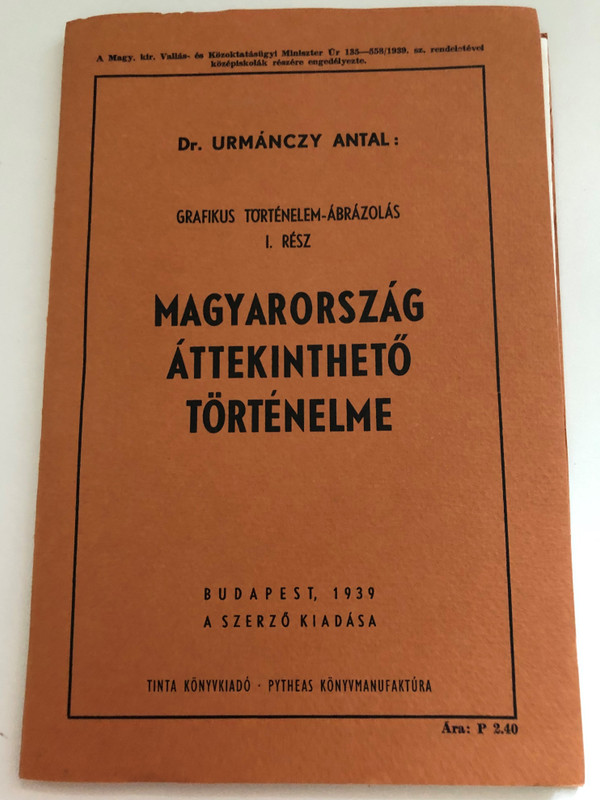 A Magy. kir. Vallás- és Közoktatásügyi Miniszter Úr 135—558/1939. sz. rendeletével
középiskolák részére engedélyezte.
Dr. URMÁNCZY ANTAL:
GRAFIKUS TÖRTÉNELEM-ÁBRÁZOLÁS
I. RÉSZ
MAGYARORSZÁG
ÁTTEKINTHETŐ
TÖRTÉNELME
BUDAPEST, 1939
A SZERZŐ KIADÁSA
TINTA KÖNYVKIADÓ · PYTHEAS KÖNYVMANUFAKTÚRA
Ára: P 2.40